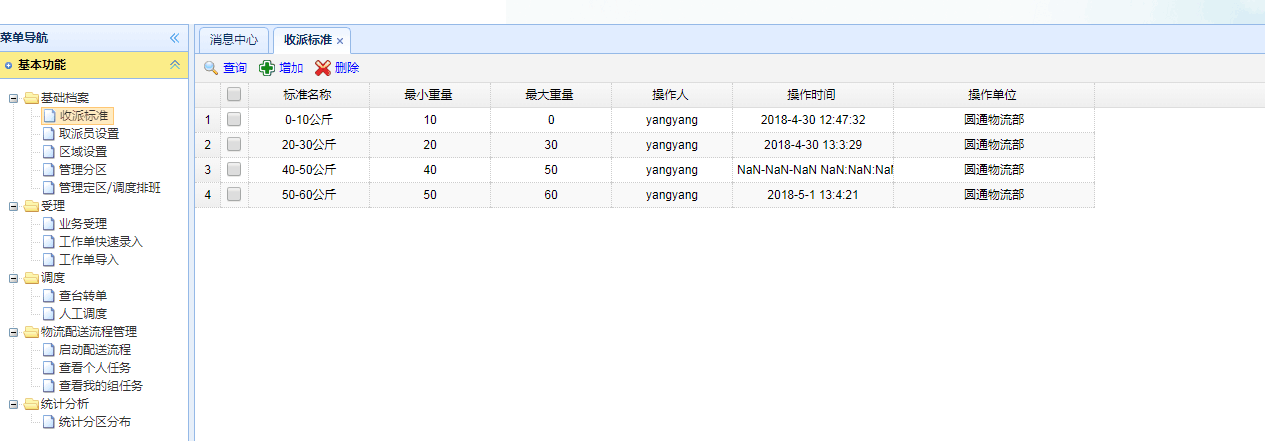 菜单导航
基本功能
基础档案
收派标准
取派员设置
区域设置
管理分区
管理定区/调度排班
受理
业务受理
工作单快速录入
工作单导入
调度
查台转单
人工调度
物流配送流程管理
启动配送流程
查看个人任务
查看我的组任务
统计分析
统计分区分布
消息中心 收派标准
查询 增加 删除
标准名称 最小重量 最大重量 操作人 操作时间 操作单位
1 0-10公斤 10 0 yangyang 2018-4-30 12:47:32 圆通物流部
2 20-30公斤 20 30 yangyang 2018-4-30 13:3:29 圆通物流部
3 40-50公斤 40 50 yangyang NaN-NaN-NaN NaN:NaN:NaN 圆通物流部
4 50-60公斤 50 60 yangyang 2018-5-1 13:4:21 圆通物流部